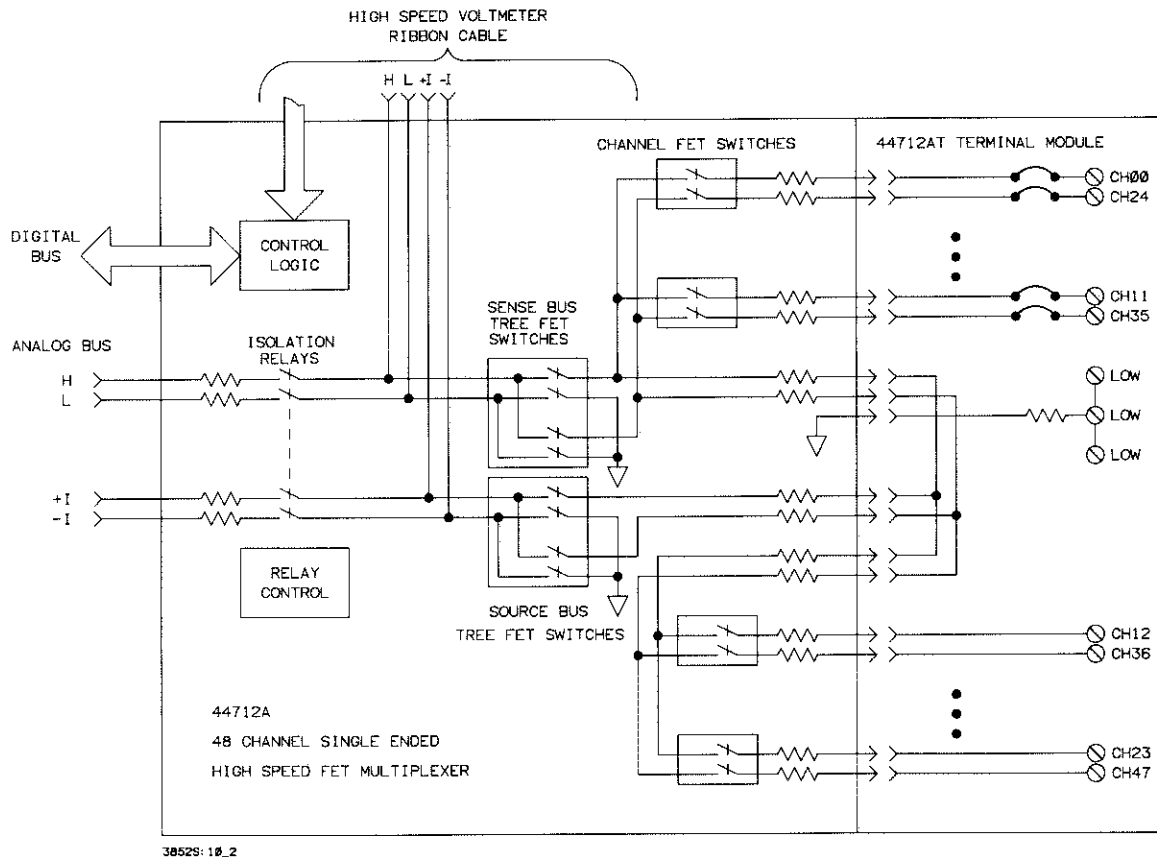 HIGH SPEED VOLTMETER
RIBBON CABLE
H L +I -I
CHANNEL FET SWITCHES
44712AT TERMINAL MODULE
CHØØ
CH24
DIGITAL
BUS
CONTROL
LOGIC
CH11
CH35
SENSE BUS
TREE FET
SWITCHES
ANALOG BUS
ISOLATION
RELAYS
H
L
LOW
LOW
LOW
+I
-I
RELAY
CONTROL
SOURCE BUS
TREE FET SWITCHES
CH12
CH36
44712A
48 CHANNEL SINGLE ENDED
HIGH SPEED FET MULTIPLEXER
CH23
CH47
3852S:1Ø_2